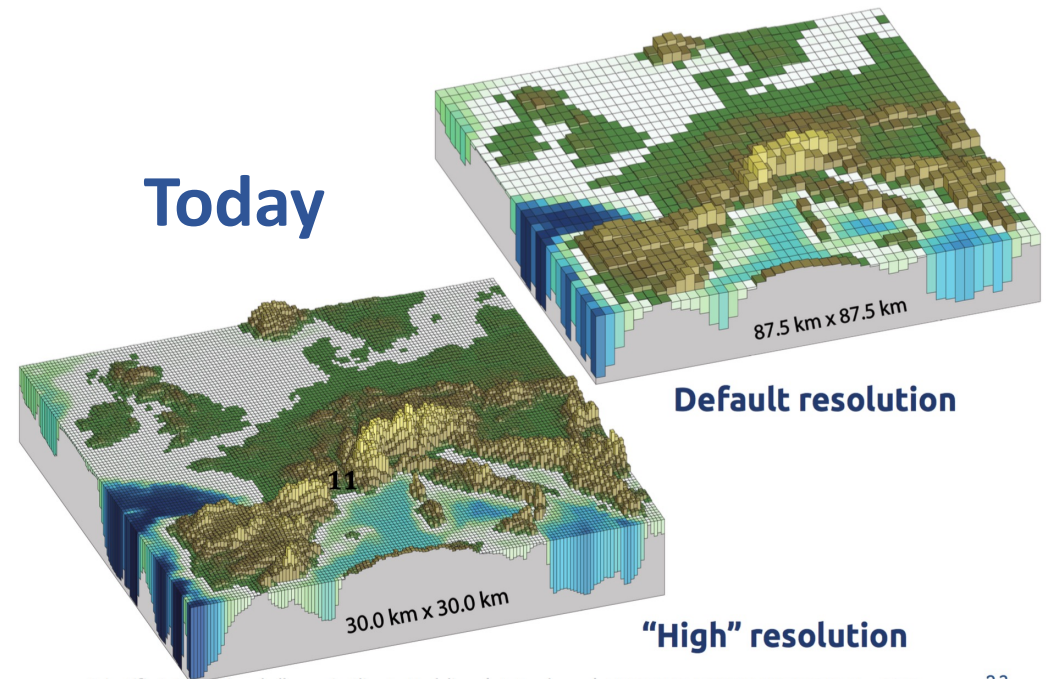 Today
87.5 km x 87.5 km
Default resolution
11
30.0 km x 30.0 km
“High” resolution